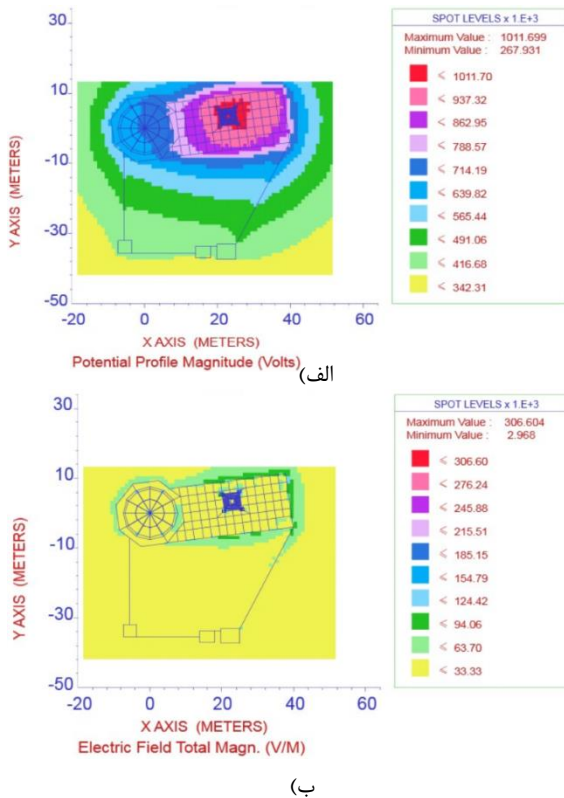 SPOT LEVELS x 1.E+3
Maximum Value : 1011.699
Minimum Value : 267.931
< 1011.70
< 937.32
< 862.95
< 788.57
< 714.19
< 639.82
< 565.44
< 491.06
< 416.68
< 342.31
Y AXIS (METERS)
30
10
-10
-30
-50
-20
0
20
40
60
X AXIS (METERS)
Potential Profile Magnitude (Volts)
الف)
SPOT LEVELS x 1.E+3
Maximum Value : 306.604
Minimum Value : 2.968
< 306.60
< 276.24
< 245.88
< 215.51
< 185.15
< 154.79
< 124.42
< 94.06
< 63.70
< 33.33
Y AXIS (METERS)
30
10
-10
-30
-50
-20
0
20
40
60
X AXIS (METERS)
Electric Field Total Magn. (V/M)
ب)